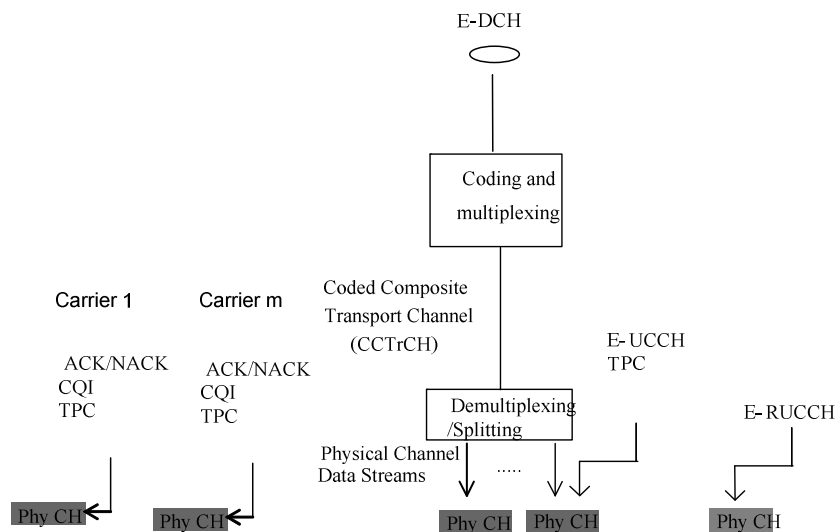 E-DCH
Coding and
multiplexing
Carrier 1
Carrier m
Coded Composite
Transport Channel
(CCTrCH)
ACK/NACK
CQI
TPC
ACK/NACK
CQI
TPC
E-UCCH
TPC
Demultiplexing
/Splitting
E-RUCCH
Physical Channel
Data Streams
.....
Phy CH
Phy CH
Phy CH
Phy CH
Phy CH